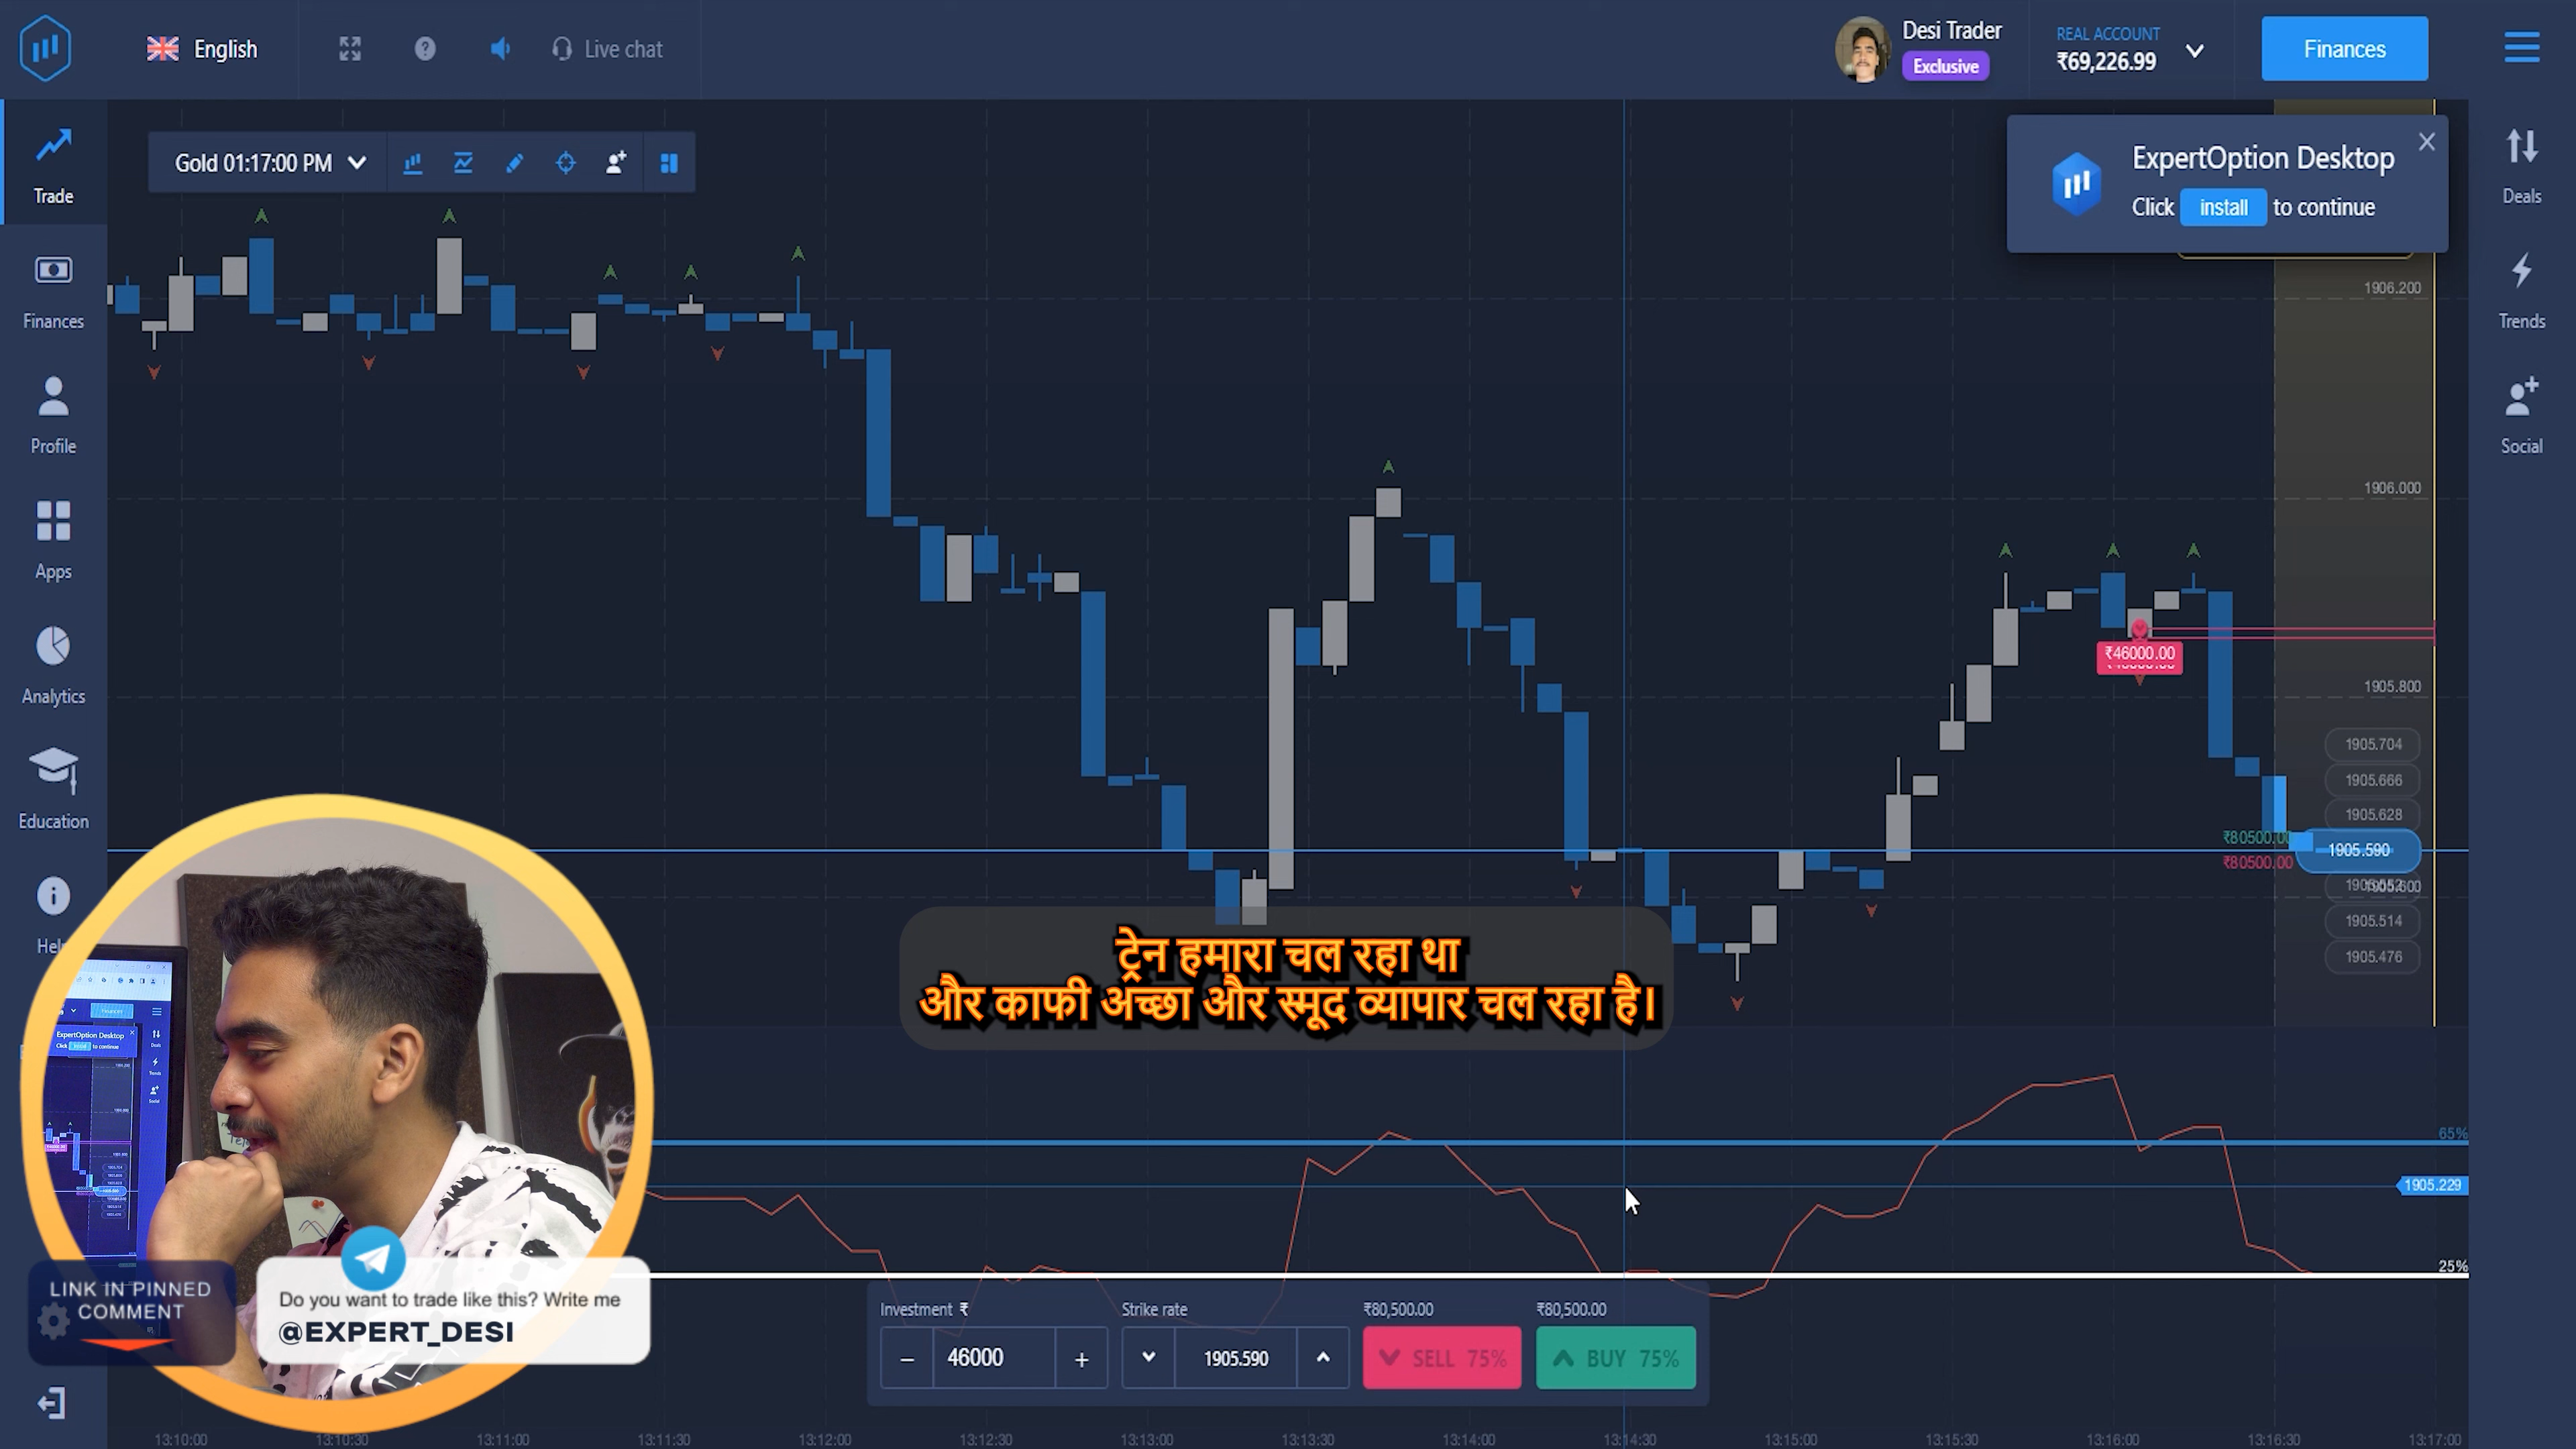 English
Live chat
Desi Trader
Exclusive
REAL ACCOUNT
₹69,226.99
Finances
Gold 01:17:00 PM
ExpertOption Desktop
Click install to continue
Trade
Finances
Profile
Apps
Analytics
Education
Hel
Deals
Trends
Social
1906.200
1906.000
₹46000.00
1905.800
1905.704
1905.666
1905.628
₹80500.00
1905.590
₹80500.00
1905.600
1905.514
1905.476
ट्रेन हमारा चल रहा था
और काफी अच्छा और स्मूद व्यापार चल रहा है।
65%
1905.229
25%
ExpertOption Desktop
LINK IN PINNED
COMMENT
Do you want to trade like this? Write me
@EXPERT_DESI
Investment ₹
Strike rate
₹80,500.00
₹80,500.00
46000
1905.590
SELL 75%
BUY 75%
13:10:00
13:10:30
13:11:00
13:11:30
13:12:00
13:12:30
13:13:00
13:13:30
13:14:00
13:14:30
13:15:00
13:15:30
13:16:00
13:16:30
13:17:00